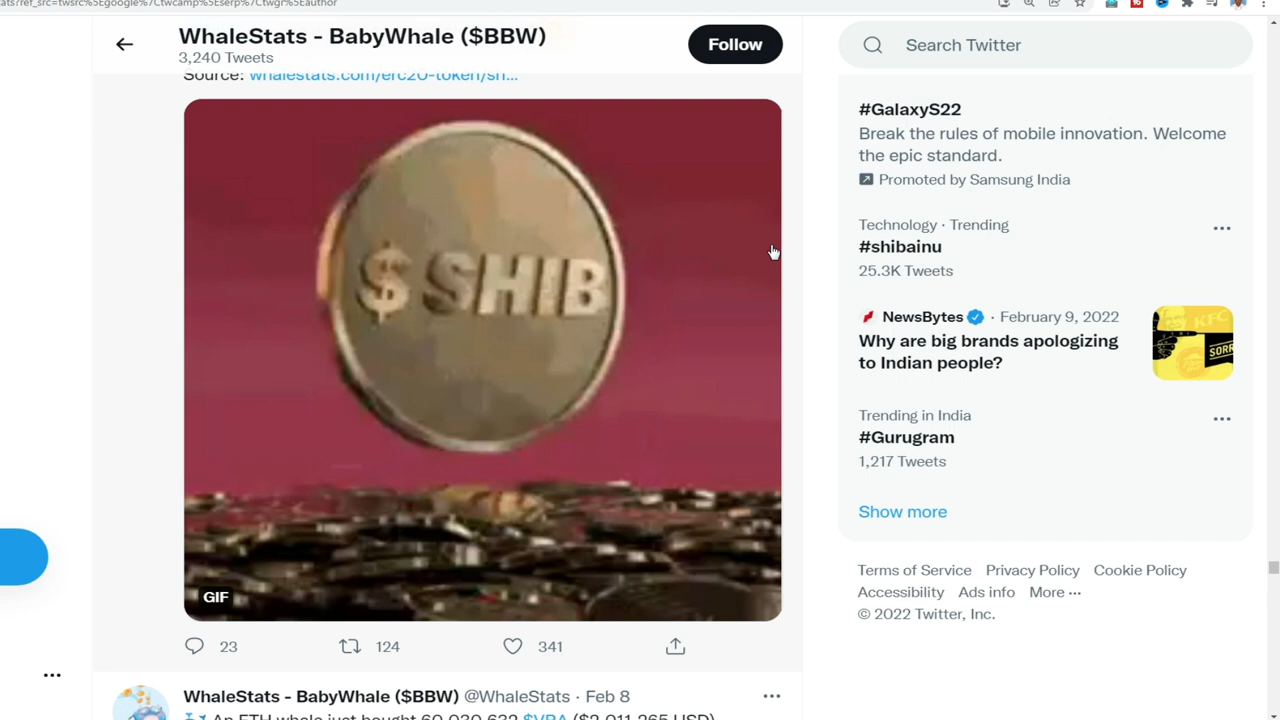 ats?ref_src=twsrc%5Egoogle%7Ctwcamp%5Eserp%7Ctwgr%5Eauthor
WhaleStats - BabyWhale ($BBW)
3,240 Tweets
Follow
Source: whalestats.com/erc20-token/sh...
$ SHIB
GIF
23
124
341
WhaleStats - BabyWhale ($BBW) @WhaleStats · Feb 8
An ETH whale just bought 60,030,632 $VRA ($2,011,265 USD)
Search Twitter
#GalaxyS22
Break the rules of mobile innovation. Welcome
the epic standard.
Promoted by Samsung India
Technology · Trending
#shibainu
25.3K Tweets
NewsBytes · February 9, 2022
Why are big brands apologizing
to Indian people?
KFC
SORR
Trending in India
#Gurugram
1,217 Tweets
Show more
Terms of Service Privacy Policy Cookie Policy
Accessibility Ads info More ···
© 2022 Twitter, Inc.